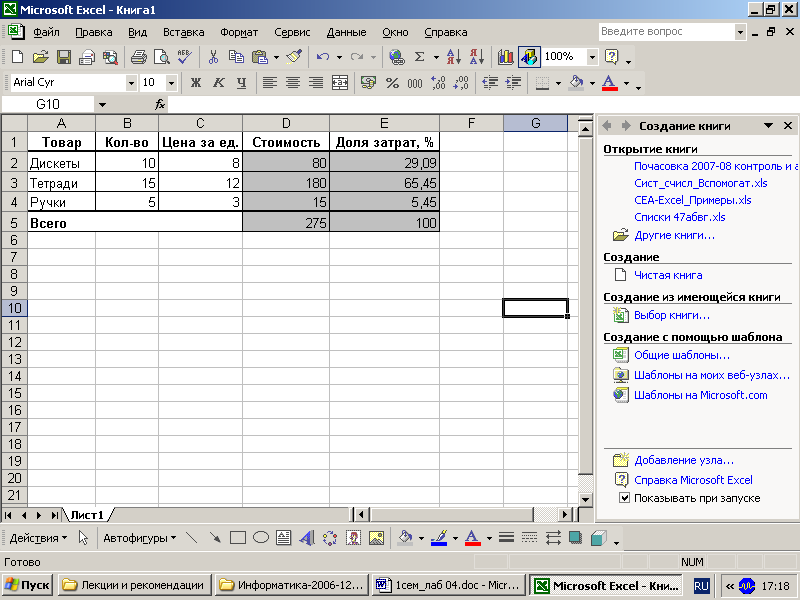 Microsoft Excel - Книга1
Файл Правка Вид Вставка Формат Сервис Данные Окно Справка Введите вопрос
100%
Arial Cyr 10 Ж К Ч % 000
G10 fx
A B C D E F G
1 Товар Кол-во Цена за ед. Стоимость Доля затрат, %
2 Дискеты 10 8 80 29,09
3 Тетради 15 12 180 65,45
4 Ручки 5 3 15 5,45
5 Всего 275 100
6
7
8
9
10
11
12
13
14
15
16
17
18
19
20
21
Лист1
Создание книги
Открытие книги
Почасовка 2007-08 контроль и а
Сист_счисл_Вспомогат.xls
СЕА-Excel_Примеры.xls
Списки 47абвг.xls
Другие книги...
Создание
Чистая книга
Создание из имеющейся книги
Выбор книги...
Создание с помощью шаблона
Общие шаблоны...
Шаблоны на моих веб-узлах...
Шаблоны на Microsoft.com
Добавление узла...
Справка Microsoft Excel
Показывать при запуске
Действия Автофигуры
Готово NUM
Пуск Лекции и рекомендации Информатика-2006-12... 1сем_лаб 04.doc - Micr... Microsoft Excel - Кни... RU « 17:18